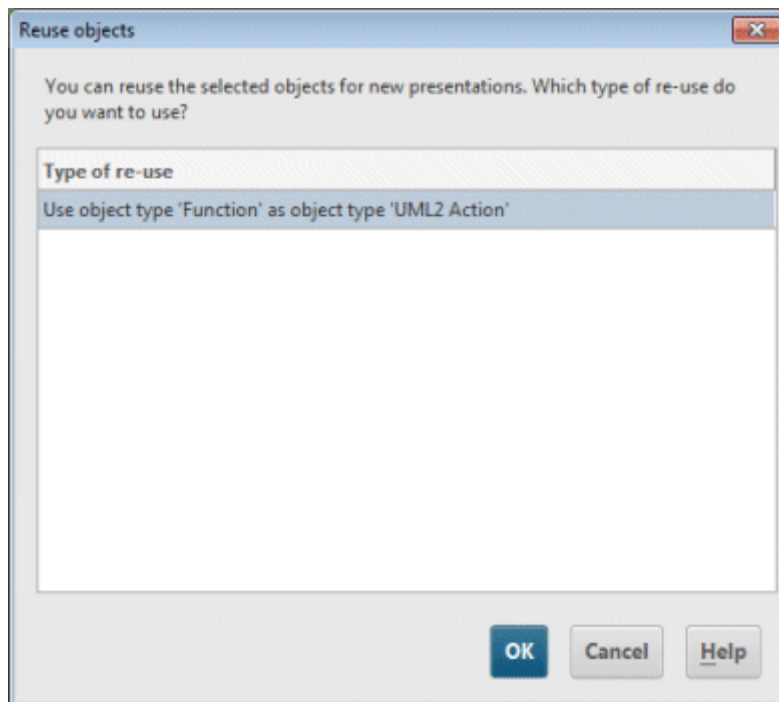 Reuse objects
You can reuse the selected objects for new presentations. Which type of re-use do
you want to use?
Type of re-use
Use object type 'Function' as object type 'UML2 Action'
OK
Cancel
Help